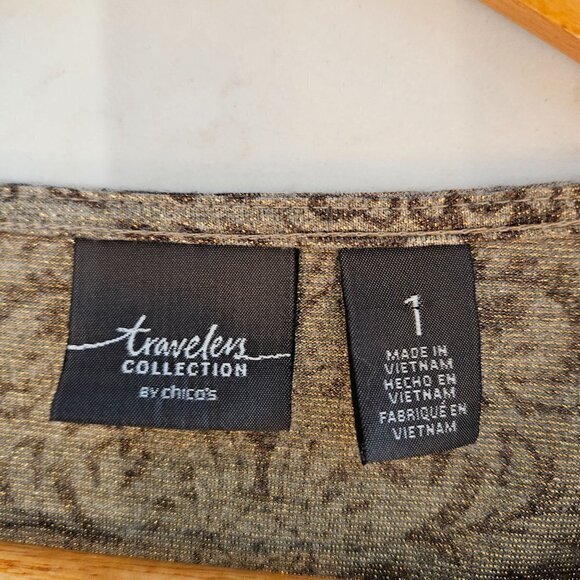 travelers
COLLECTION
BY chico's
1
MADE IN
VIETNAM
HECHO EN
VIETNAM
FABRIQUÉ EN
VIETNAM